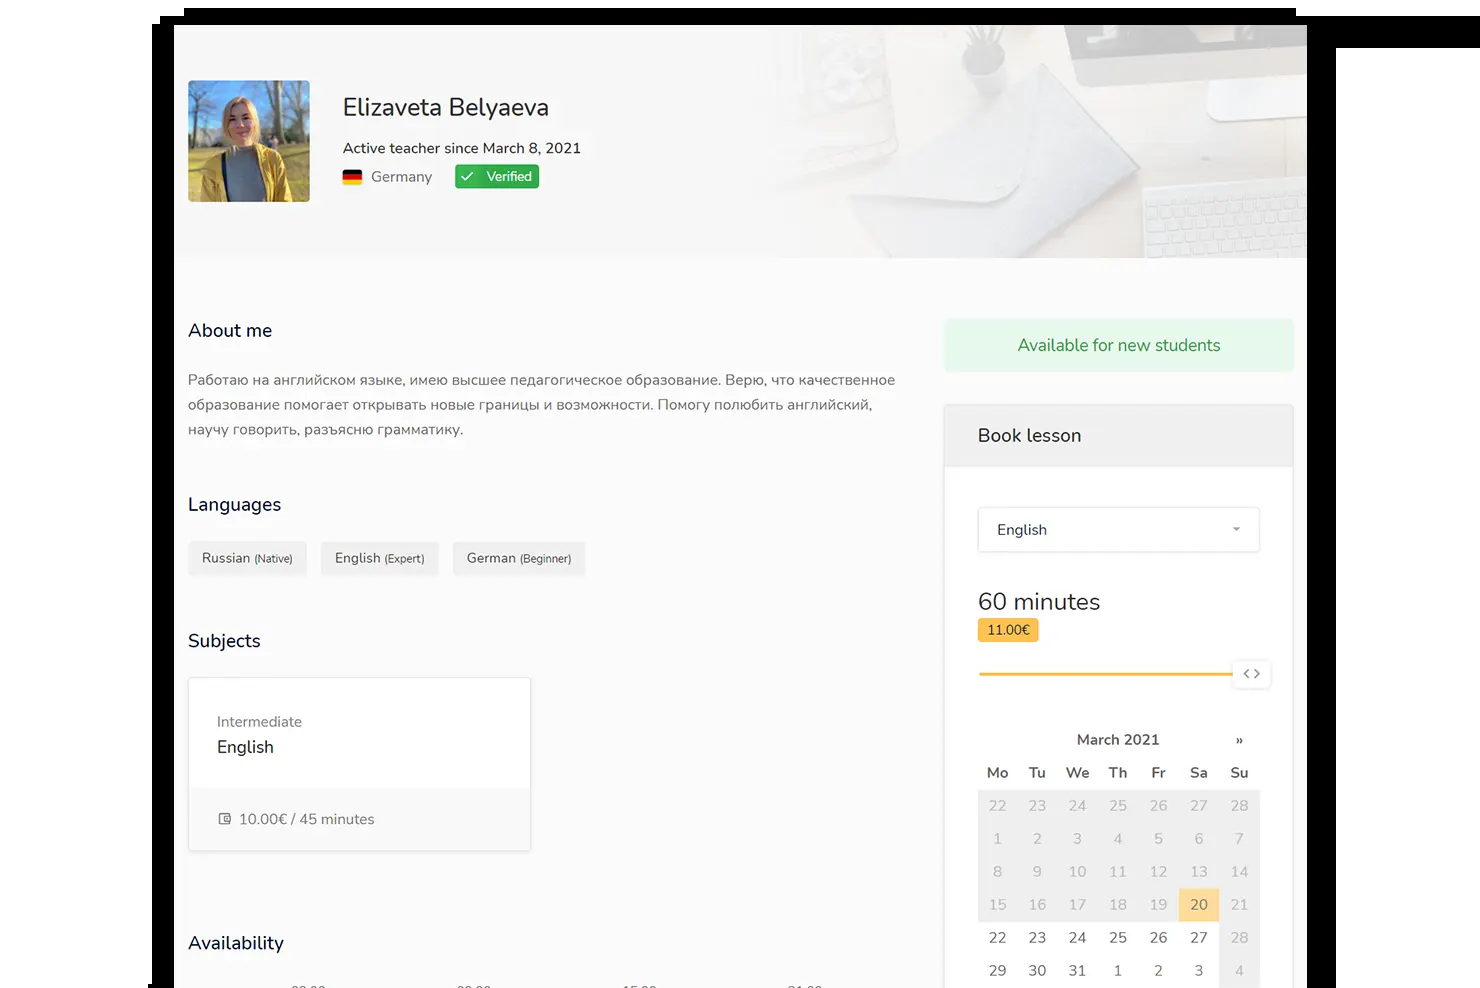 Elizaveta Belyaeva
Active teacher since March 8, 2021
Germany
Verified
About me
Работаю на английском языке, имею высшее педагогическое образование. Верю, что качественное
образование помогает открывать новые границы и возможности. Помогу полюбить английский,
научу говорить, разъясню грамматику.
Languages
Russian (Native) English (Expert) German (Beginner)
Subjects
Intermediate
English
10.00€ / 45 minutes
Availability
Available for new students
Book lesson
English
60 minutes
11.00€
March 2021 »
Mo Tu We Th Fr Sa Su
22 23 24 25 26 27 28
1 2 3 4 5 6 7
8 9 10 11 12 13 14
15 16 17 18 19 20 21
22 23 24 25 26 27 28
29 30 31 1 2 3 4